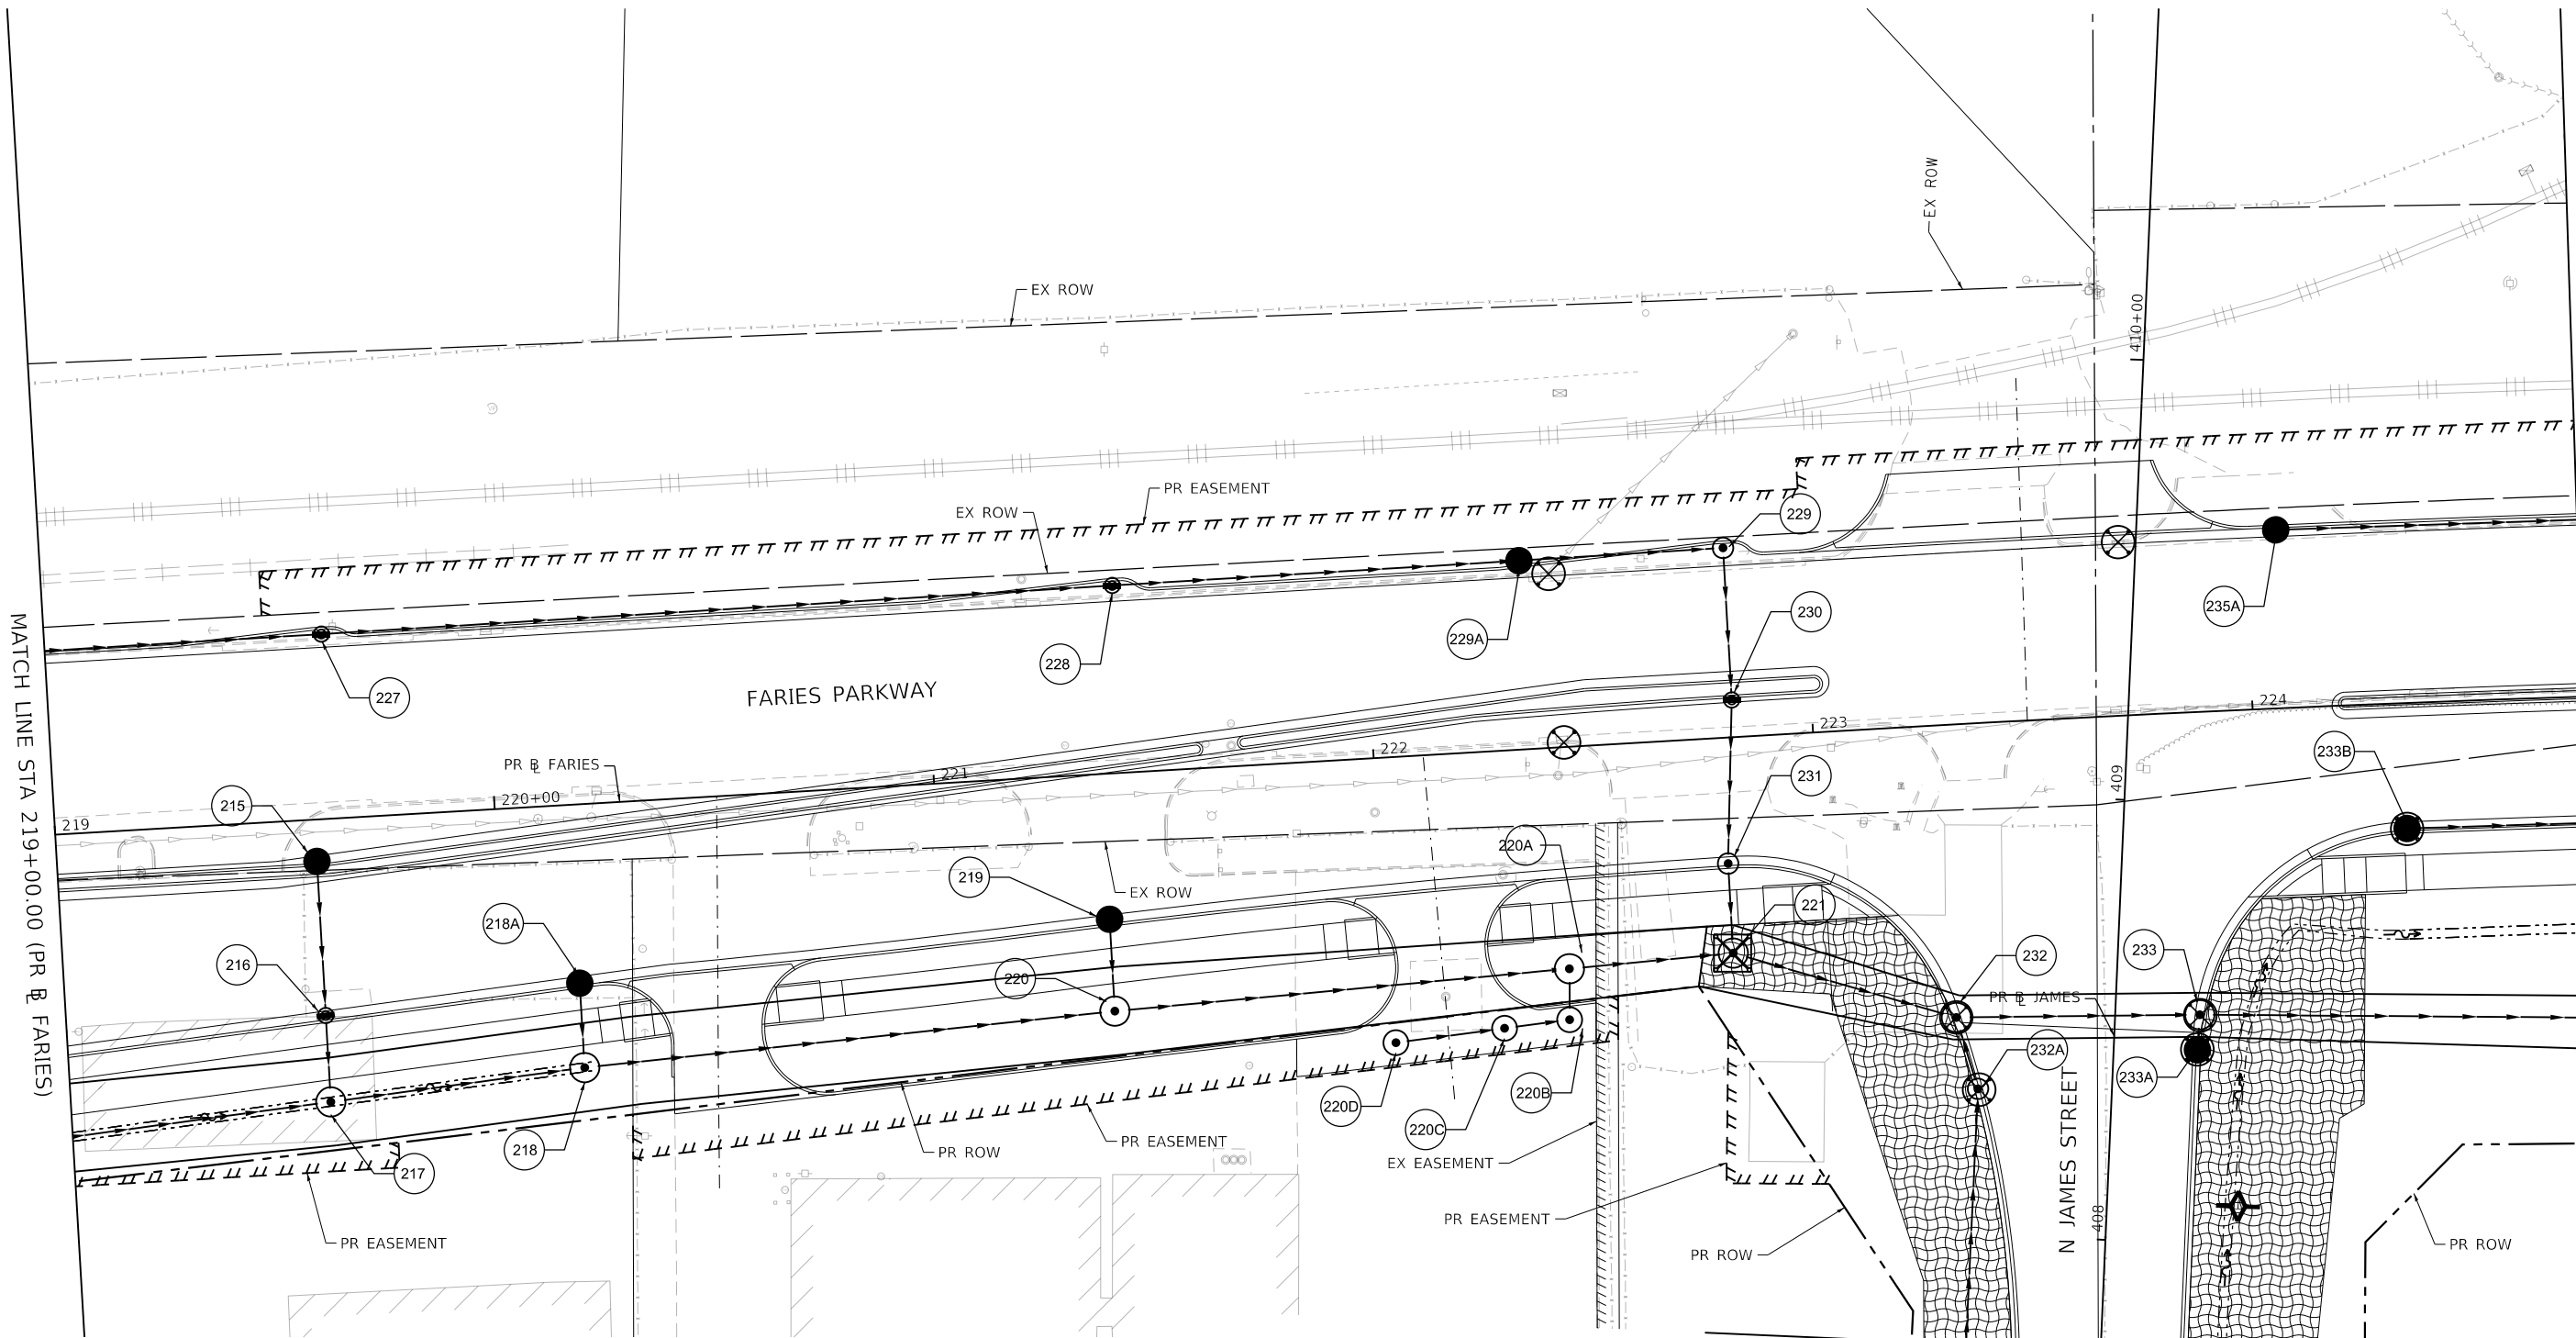 EX ROW
EX ROW
410+00
PR EASEMENT
EX ROW
229
235A
230
229A
228
227
FARIES PARKWAY
224
223
222
221
220+00
219
PR ℄ FARIES
233B
231
215
409
220A
219
EX ROW
221
218A
216
220
232
233
PR ℄ JAMES
232A
233A
220B
220D
220C
218
217
PR ROW
PR EASEMENT
EX EASEMENT
PR EASEMENT
PR ROW
PR EASEMENT
N JAMES STREET
408
PR ROW
MATCH LINE STA 219+00.00 (PR ℄ FARIES)